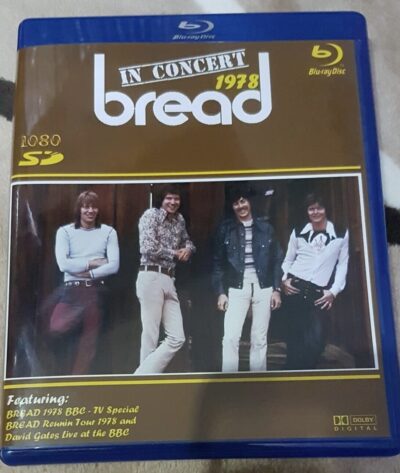 Blu-ray Disc
IN CONCERT
1978
bread
Blu-ray Disc
1080
SD
Featuring:
BREAD 1978 BBC - TV Special
BREAD Reunin Tour 1978 and
David Gates Live at the BBC
DOLBY
DIGITAL